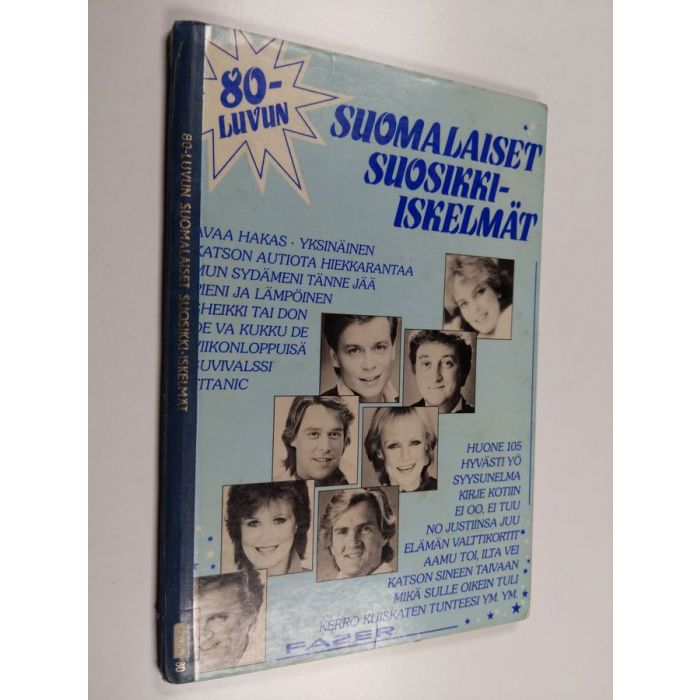 80-
LUVUN
SUOMALAISET
SUOSIKKI-
ISKELMÄT
80-LUVUN SUOMALAISET SUOSIKKI-ISKELMÄT
AVAA HAKAS · YKSINÄINEN
KATSON AUTIOTA HIEKKARANTAA
MUN SYDÄMENI TÄNNE JÄÄ
PIENI JA LÄMPÖINEN
SHEIKKI TAI DON
DE VA KUKKU DE
VIIKONLOPPUISÄ
SUVIVALSSI
TITANIC
HUONE 105
HYVÄSTI YÖ
SYYSUNELMA
KIRJE KOTIIN
EI OO, EI TUU
NO JUSTIINSA JUU
ELÄMÄN VALTTIKORTIT
AAMU TOI, ILTA VEI
KATSON SINEEN TAIVAAN
MIKÄ SULLE OIKEIN TULI
KERRO KUISKATEN TUNTEESI YM. YM.
FAZER
80